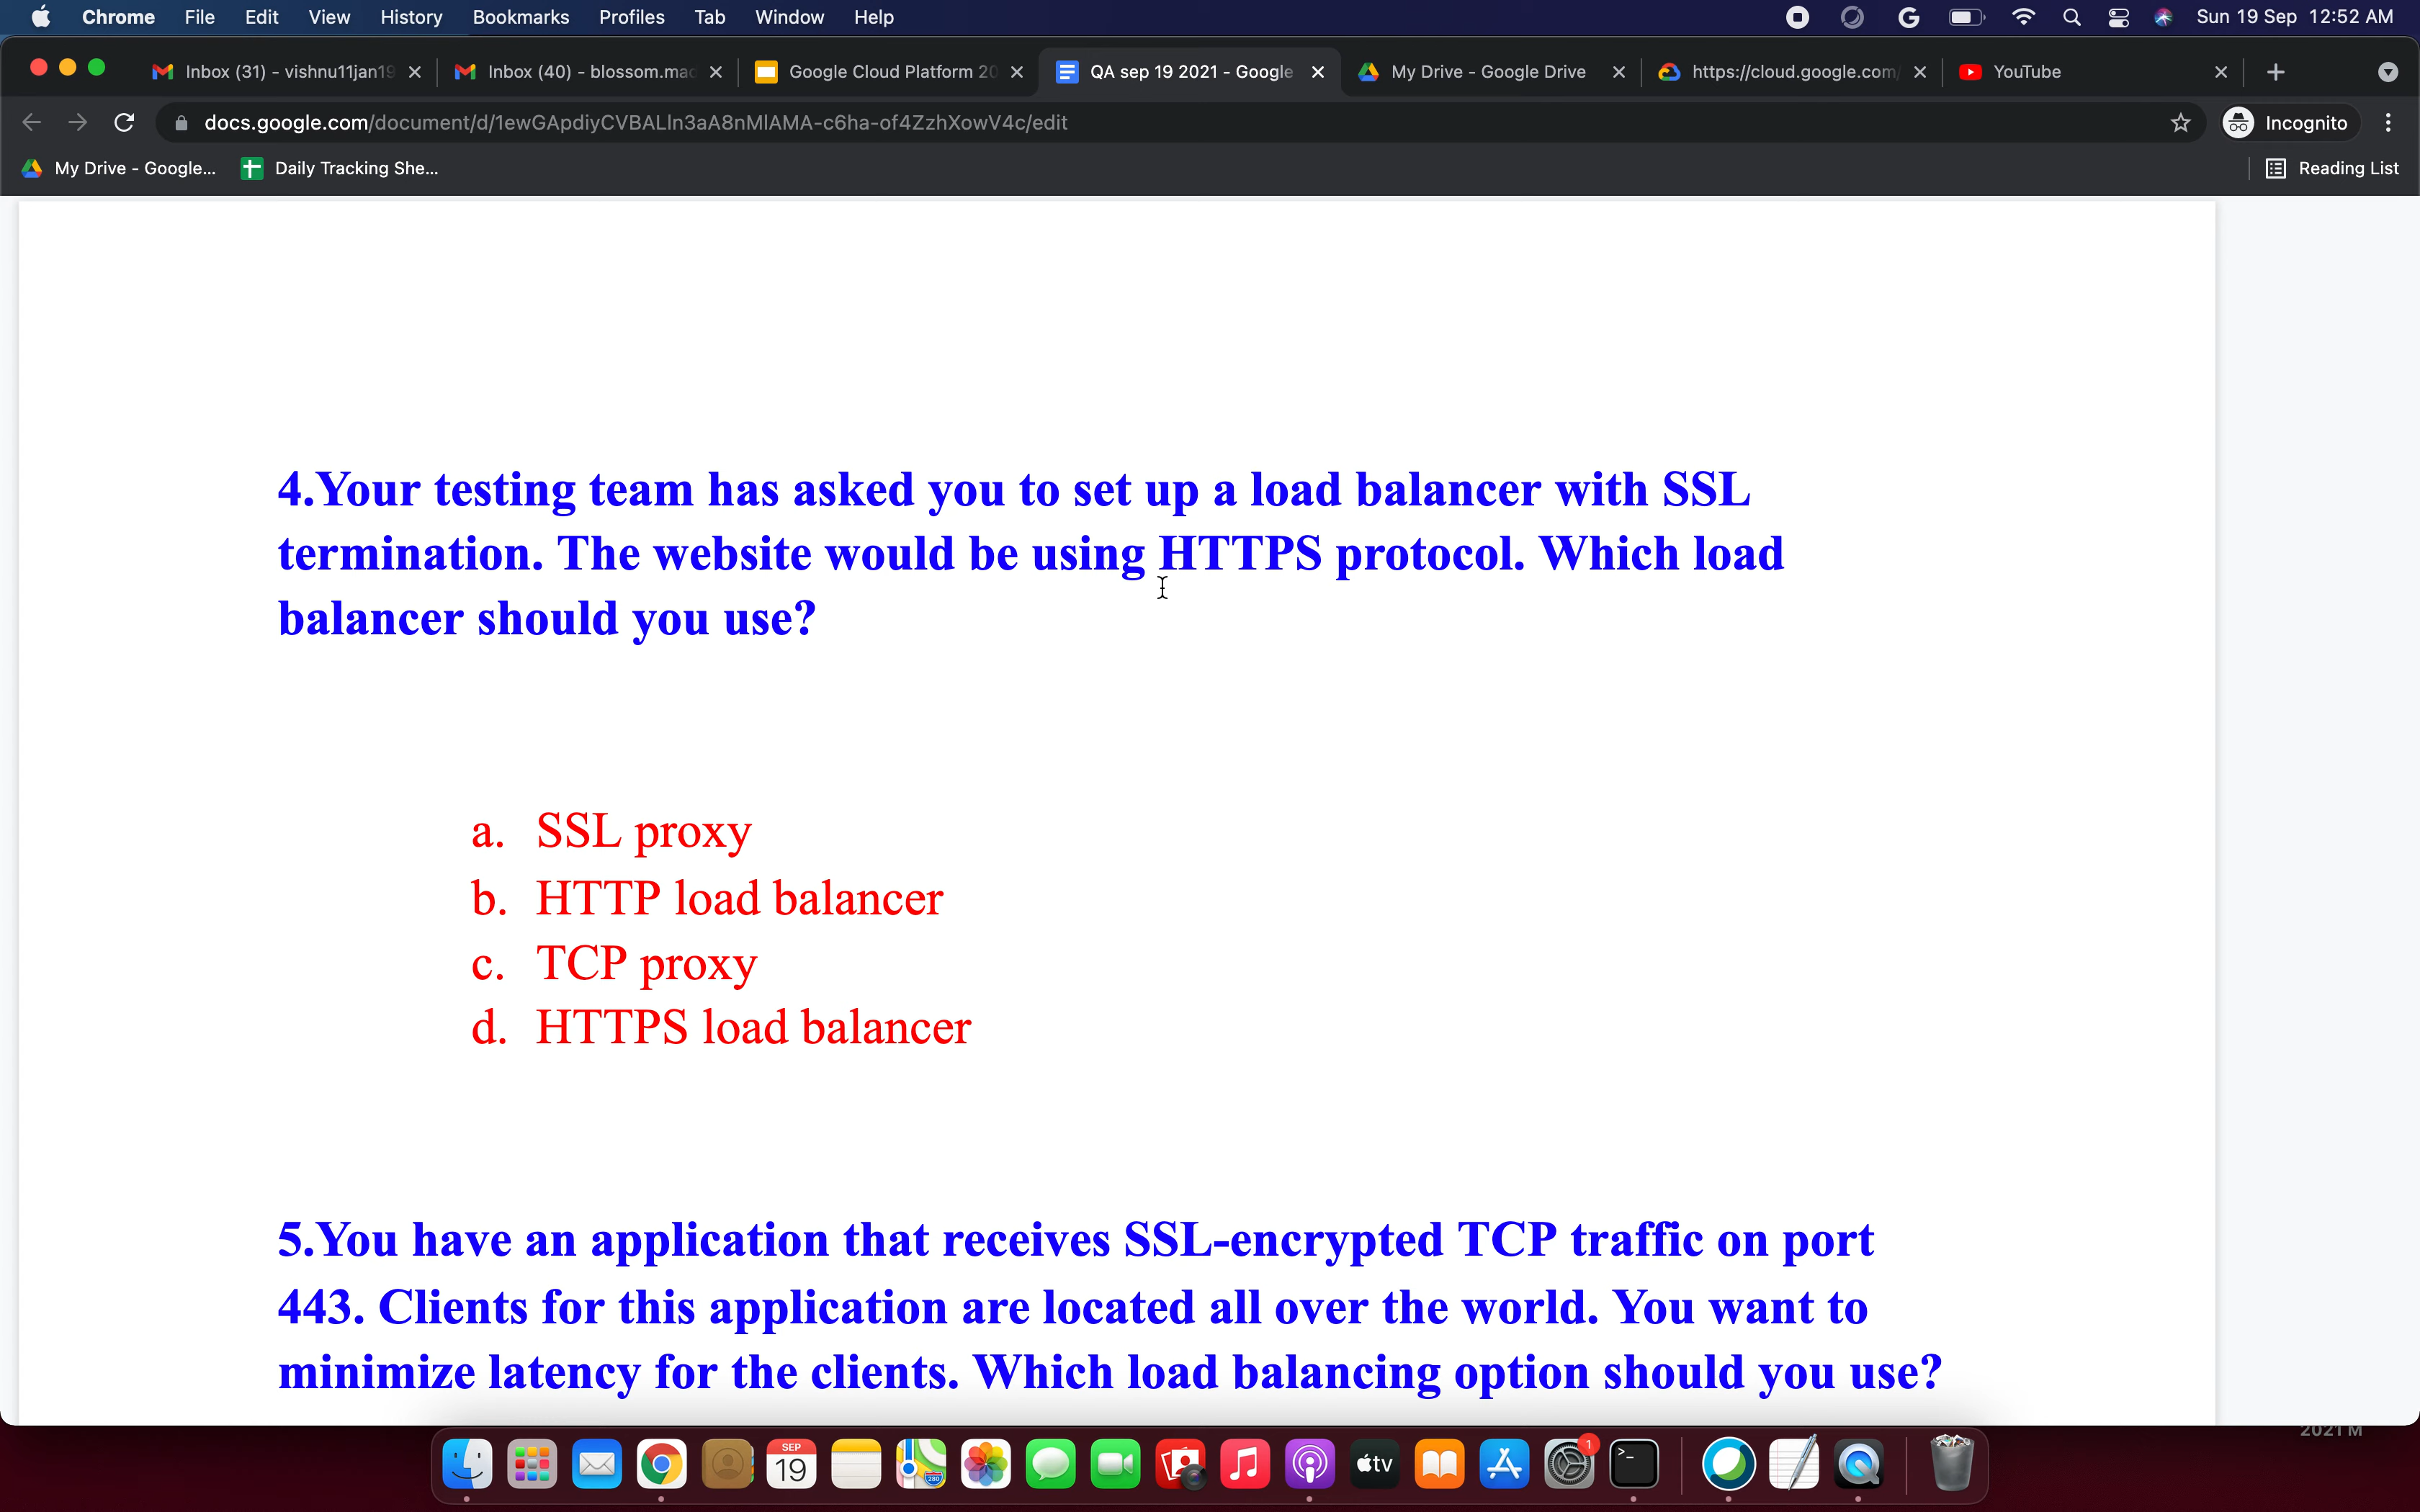 Chrome File Edit View History Bookmarks Profiles Tab Window Help Sun 19 Sep 12:52 AM
Inbox (31) - vishnu11jan19 Inbox (40) - blossom.mac Google Cloud Platform 20 QA sep 19 2021 - Google My Drive - Google Drive https://cloud.google.com/ YouTube
docs.google.com/document/d/1ewGApdiyCVBALln3aA8nMlAMA-c6ha-of4ZzhXowV4c/edit Incognito
My Drive - Google... Daily Tracking She... Reading List
4.Your testing team has asked you to set up a load balancer with SSL
termination. The website would be using HTTPS protocol. Which load
balancer should you use?
a. SSL proxy
b. HTTP load balancer
c. TCP proxy
d. HTTPS load balancer
5.You have an application that receives SSL-encrypted TCP traffic on port
443. Clients for this application are located all over the world. You want to
minimize latency for the clients. Which load balancing option should you use?
2021 M
SEP
19
280
tv
1